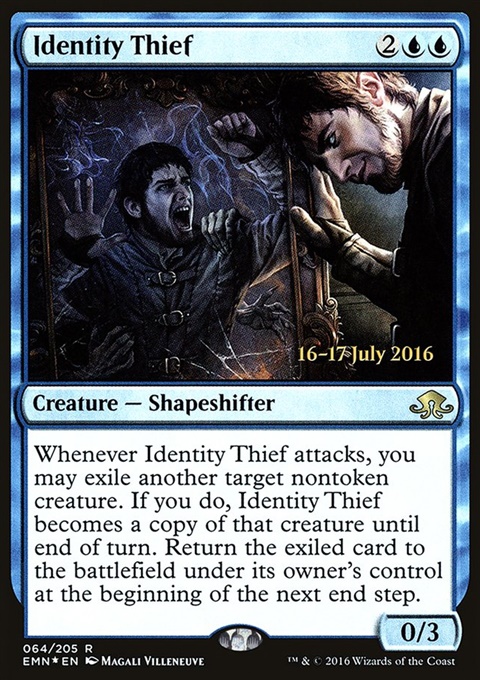 Identity Thief 2
16–17 July 2016
Creature — Shapeshifter
Whenever Identity Thief attacks, you
may exile another target nontoken
creature. If you do, Identity Thief
becomes a copy of that creature until
end of turn. Return the exiled card to
the battlefield under its owner's control
at the beginning of the next end step.
064/205 R
0/3
EMN★EN Magali Villeneuve
™ & © 2016 Wizards of the Coast